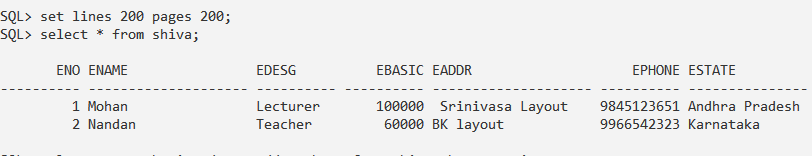 SQL> set lines 200 pages 200;
SQL> select * from shiva;
       ENO ENAME                EDESG           EBASIC EADDR                    EPHONE ESTATE
---------- -------------------- ---------- ---------- -------------------- ---------- ---------------
         1 Mohan                Lecturer       100000  Srinivasa Layout    9845123651 Andhra Pradesh
         2 Nandan               Teacher         60000 BK layout            9966542323 Karnataka